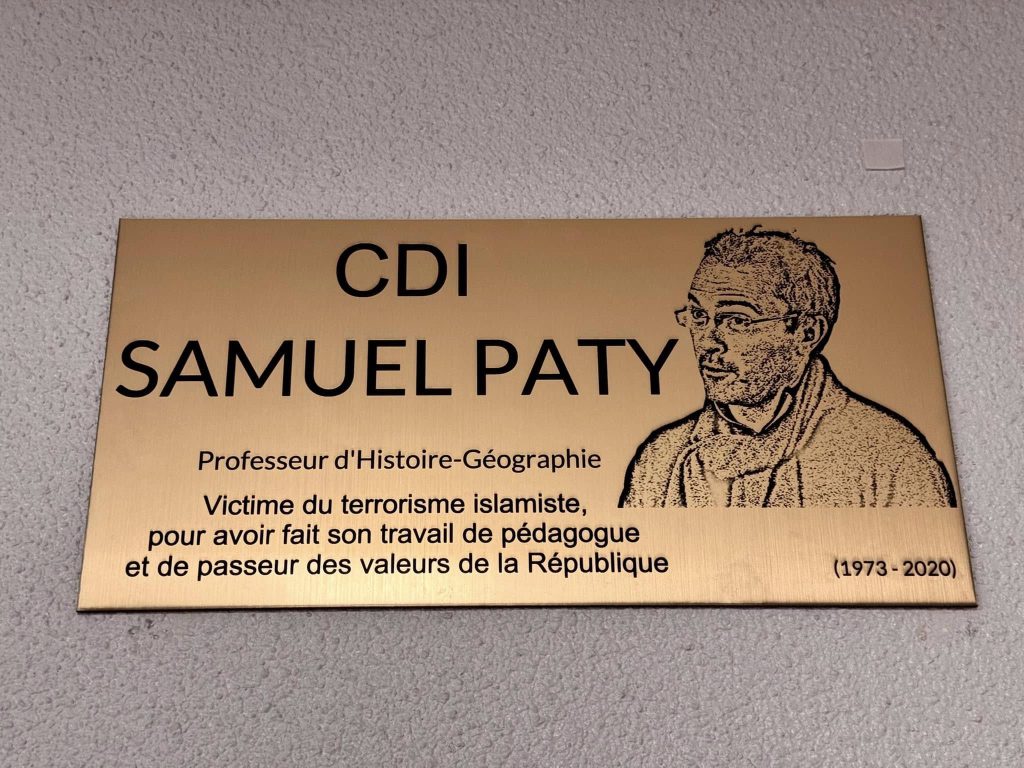 CDI
SAMUEL PATY
Professeur d'Histoire-Géographie
Victime du terrorisme islamiste,
pour avoir fait son travail de pédagogue
et de passeur des valeurs de la République
(1973 - 2020)